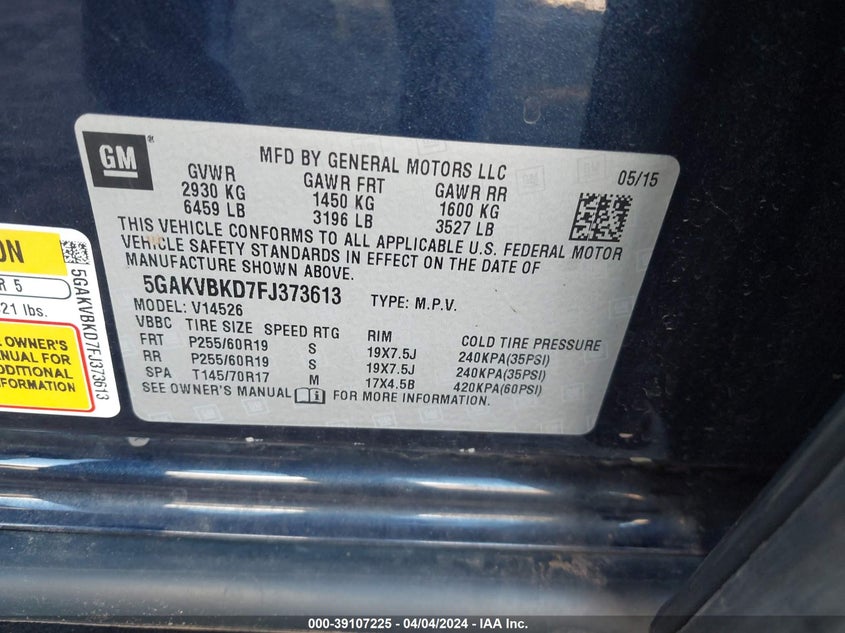 GM
MFD BY GENERAL MOTORS LLC
05/15
GVWR GAWR FRT GAWR RR
2930 KG 1450 KG 1600 KG
6459 LB 3196 LB 3527 LB
THIS VEHICLE CONFORMS TO ALL APPLICABLE U.S. FEDERAL MOTOR
VEHICLE SAFETY STANDARDS IN EFFECT ON THE DATE OF
MANUFACTURE SHOWN ABOVE.
5GAKVBKD7FJ373613 TYPE: M.P.V.
MODEL: V14526
VBBC TIRE SIZE SPEED RTG RIM COLD TIRE PRESSURE
FRT P255/60R19 S 19X7.5J 240KPA(35PSI)
RR P255/60R19 S 19X7.5J 240KPA(35PSI)
SPA T145/70R17 M 17X4.5B 420KPA(60PSI)
SEE OWNER'S MANUAL FOR MORE INFORMATION.
ON
R 5
21 lbs.
OWNER'S
MANUAL FOR
ADDITIONAL
INFORMATION
5GAKVBKD7FJ373613
000-39107225 - 04/04/2024 - IAA Inc.